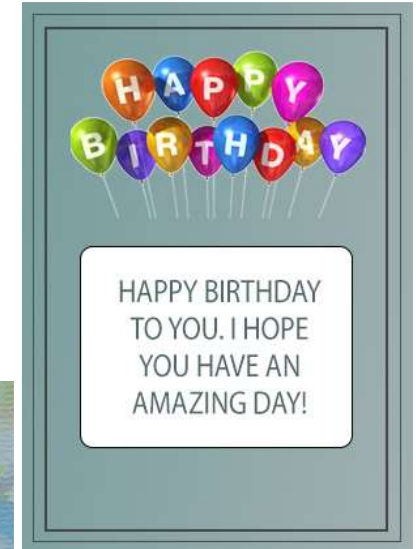 HAPPY
BIRTHDAY
HAPPY BIRTHDAY
TO YOU. I HOPE
YOU HAVE AN
AMAZING DAY!